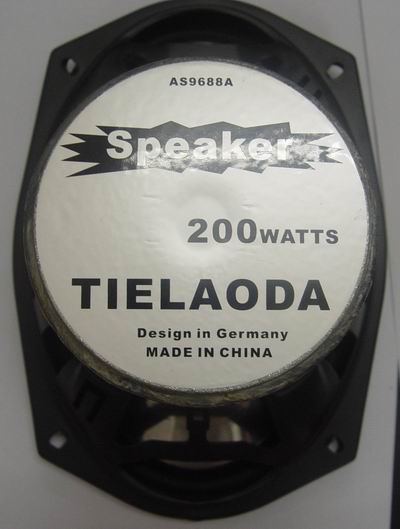 AS9688A
Speaker
200WATTS
TIELAODA
Design in Germany
MADE IN CHINA